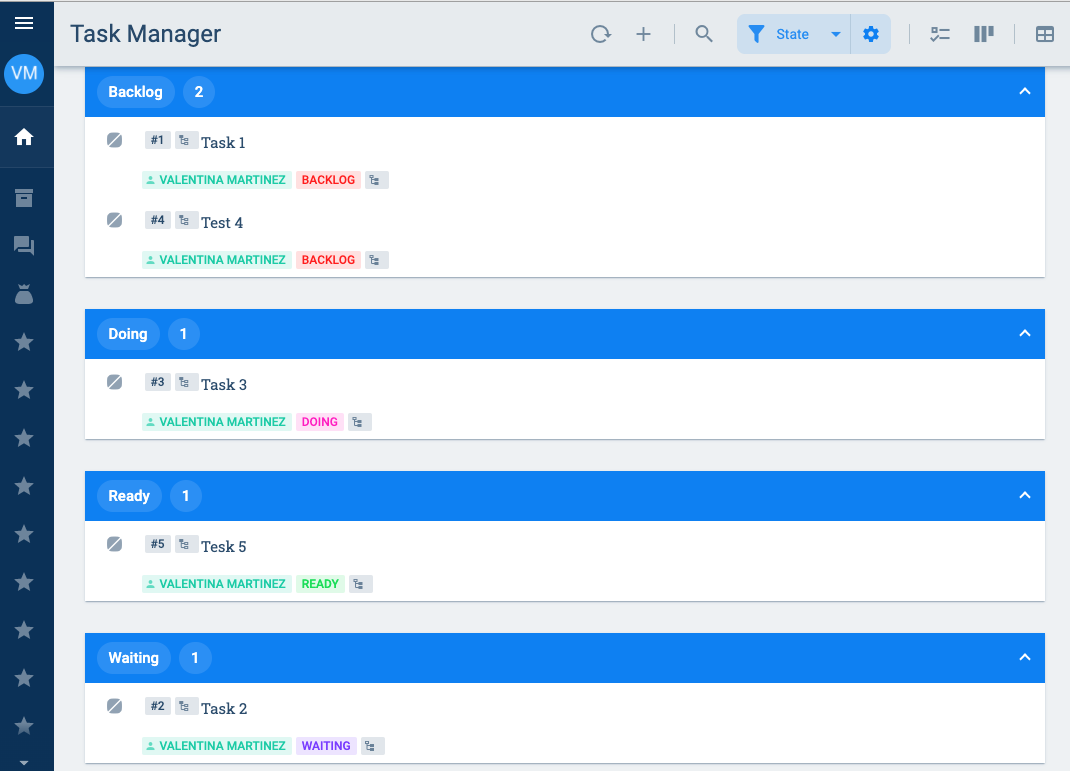 Task Manager
State
VM
Backlog 2
#1 Task 1
VALENTINA MARTINEZ BACKLOG
#4 Test 4
VALENTINA MARTINEZ BACKLOG
Doing 1
#3 Task 3
VALENTINA MARTINEZ DOING
Ready 1
#5 Tesk 5
VALENTINA MARTINEZ READY
Waiting 1
#2 Task 2
VALENTINA MARTINEZ WAITING